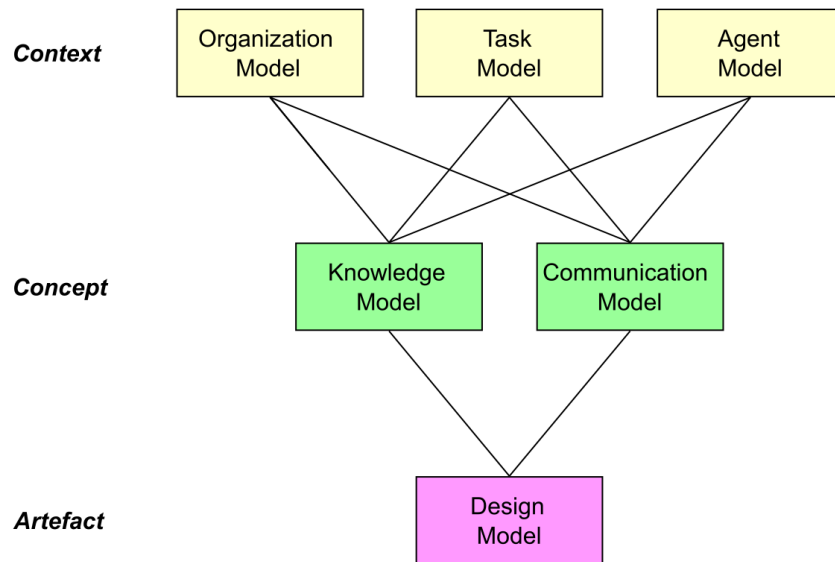 Context
Organization
Model
Task
Model
Agent
Model
Concept
Knowledge
Model
Communication
Model
Artefact
Design
Model